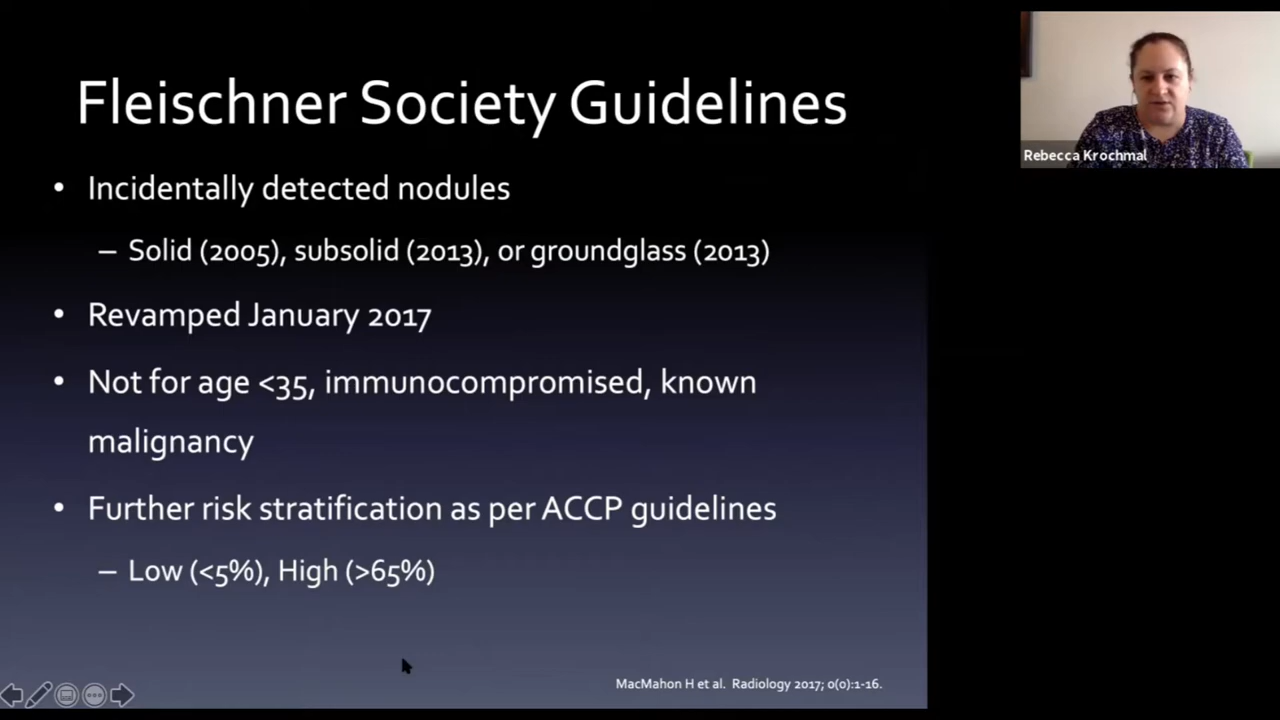 Fleischner Society Guidelines
• Incidentally detected nodules
– Solid (2005), subsolid (2013), or groundglass (2013)
• Revamped January 2017
• Not for age <35, immunocompromised, known
malignancy
• Further risk stratification as per ACCP guidelines
– Low (<5%), High (>65%)
MacMahon H et al. Radiology 2017; 0(0):1-16.
Rebecca Krochmal